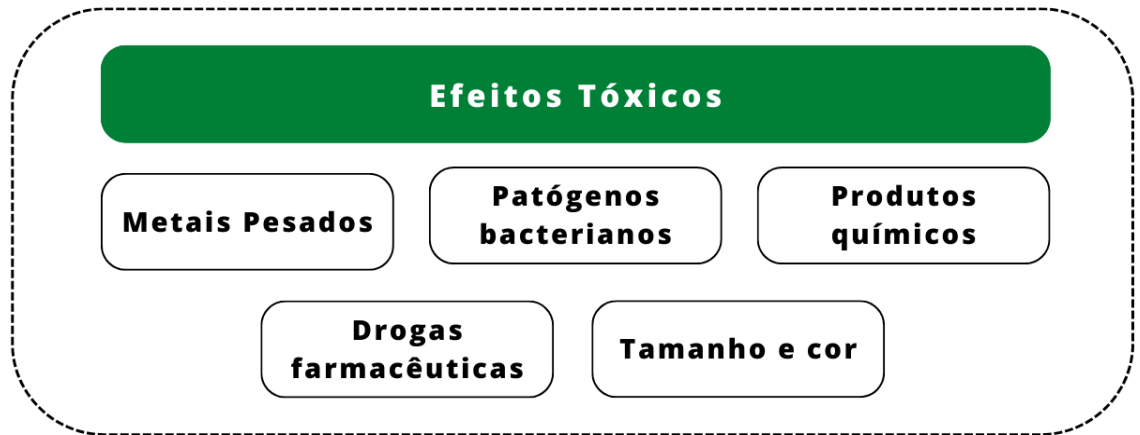 Efeitos Tóxicos
Metais Pesados
Patógenos
bacterianos
Produtos
químicos
Drogas
farmacêuticas
Tamanho e cor